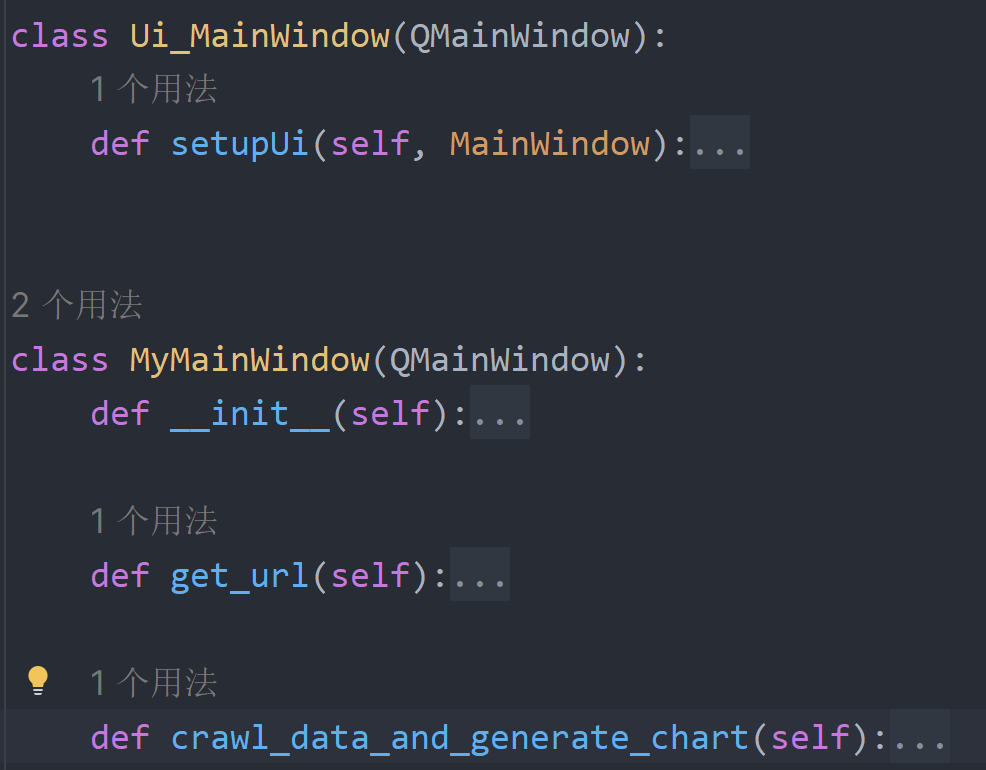 class Ui_MainWindow(QMainWindow):
1 个用法
def setupUi(self, MainWindow):...
2 个用法
class MyMainWindow(QMainWindow):
def __init__(self):...
1 个用法
def get_url(self):...
1 个用法
def crawl_data_and_generate_chart(self):...